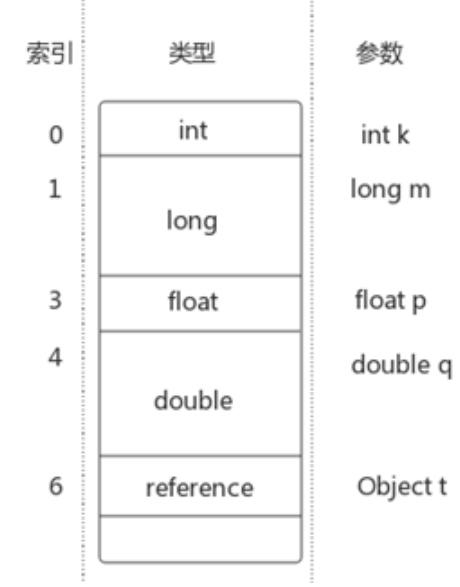 索引 类型 参数
0 int int k
1 long long m
3 float float p
4 double double q
6 reference Object t